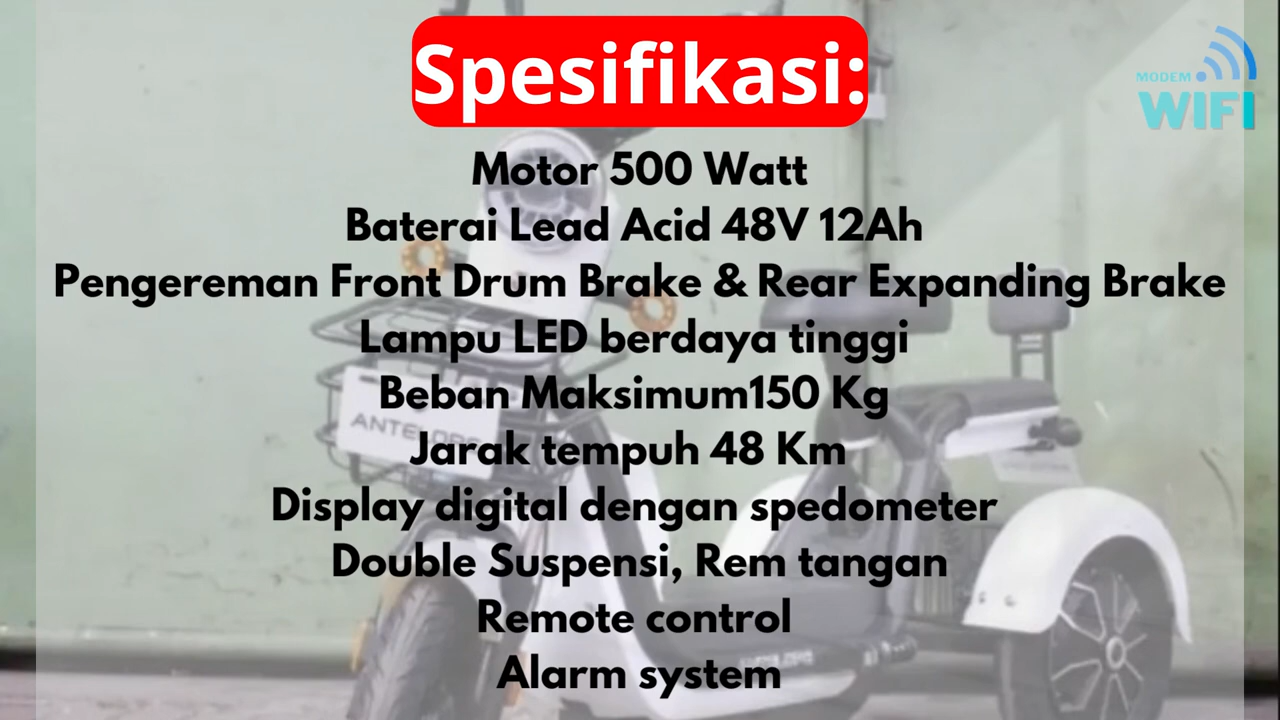 Spesifikasi:
MODEM
WIFI
Motor 500 Watt
Baterai Lead Acid 48V 12Ah
Pengereman Front Drum Brake & Rear Expanding Brake
Lampu LED berdaya tinggi
Beban Maksimum150 Kg
ANTELOPE
Jarak tempuh 48 Km
Display digital dengan spedometer
Double Suspensi, Rem tangan
Remote control
Alarm system